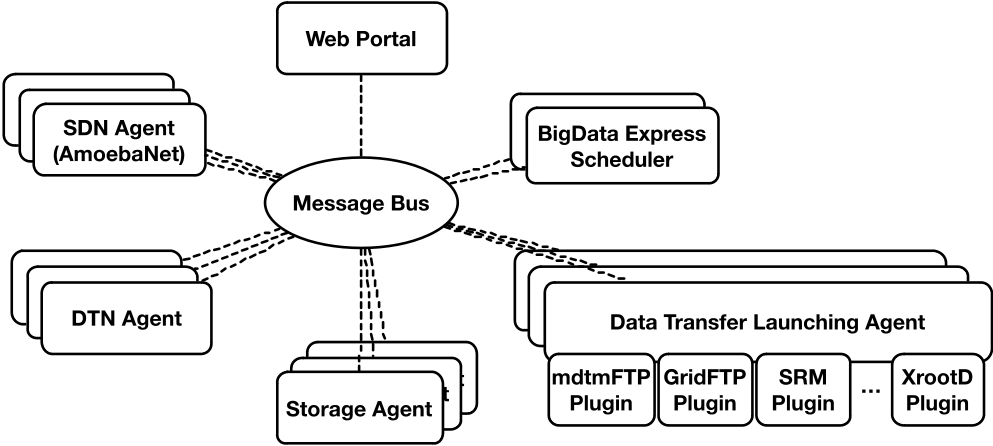 Web Portal
SDN Agent
(AmoebaNet)
BigData Express
Scheduler
Message Bus
DTN Agent
Data Transfer Launching Agent
mdtmFTP
Plugin
GridFTP
Plugin
SRM
Plugin
...
XrootD
Plugin
Storage Agent